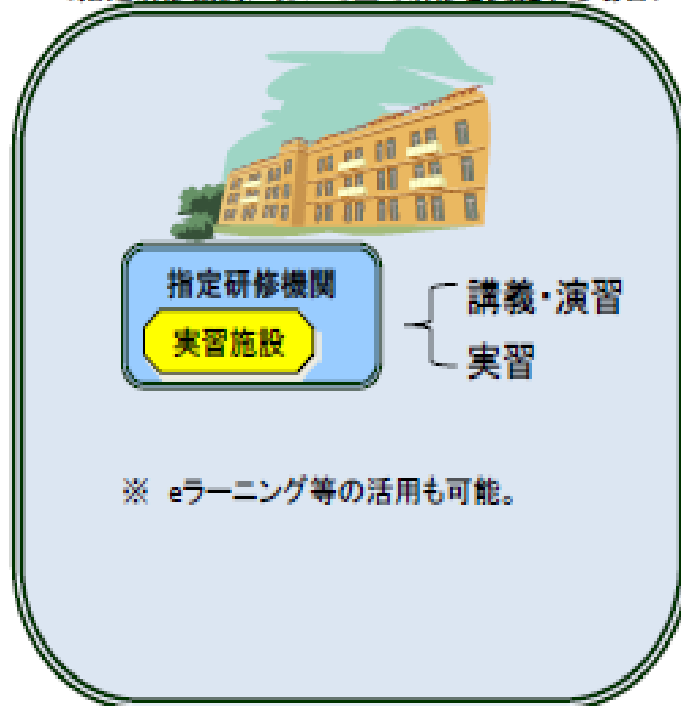 指定研修機関
実習施設
講義・演習
実習
※ eラーニング等の活用も可能。